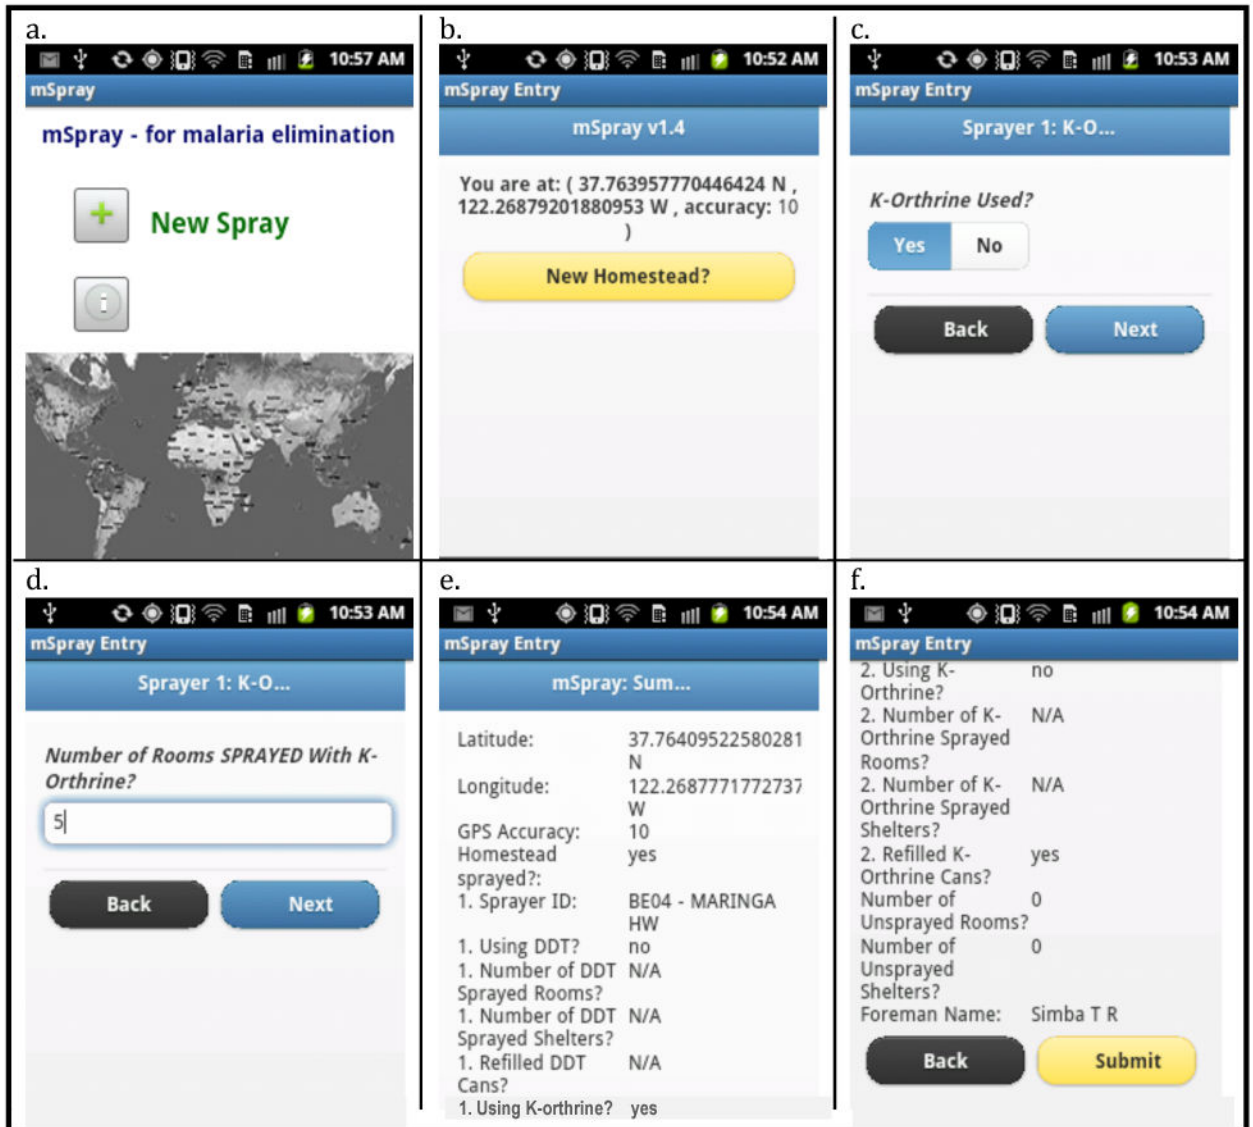 a.
10:57 AM
mSpray
mSpray - for malaria elimination
New Spray
b.
10:52 AM
mSpray Entry
mSpray v1.4
You are at: ( 37.763957770446424 N ,
122.26879201880953 W , accuracy: 10
)
New Homestead?
c.
10:53 AM
mSpray Entry
Sprayer 1: K-O...
K-Orthrine Used?
Yes No
Back Next
d.
10:53 AM
mSpray Entry
Sprayer 1: K-O...
Number of Rooms SPRAYED With K-
Orthrine?
5
Back Next
e.
10:54 AM
mSpray Entry
mSpray: Sum...
Latitude: 37.76409522580281
N
Longitude: 122.2687771772737
W
GPS Accuracy: 10
Homestead yes
sprayed?:
1. Sprayer ID: BE04 - MARINGA
HW
1. Using DDT? no
1. Number of DDT N/A
Sprayed Rooms?
1. Number of DDT N/A
Sprayed Shelters?
1. Refilled DDT N/A
Cans?
1. Using K-orthrine? yes
f.
10:54 AM
mSpray Entry
2. Using K- no
Orthrine?
2. Number of K- N/A
Orthrine Sprayed
Rooms?
2. Number of K- N/A
Orthrine Sprayed
Shelters?
2. Refilled K- yes
Orthrine Cans?
Number of 0
Unsprayed Rooms?
Number of 0
Unsprayed
Shelters?
Foreman Name: Simba T R
Back Submit